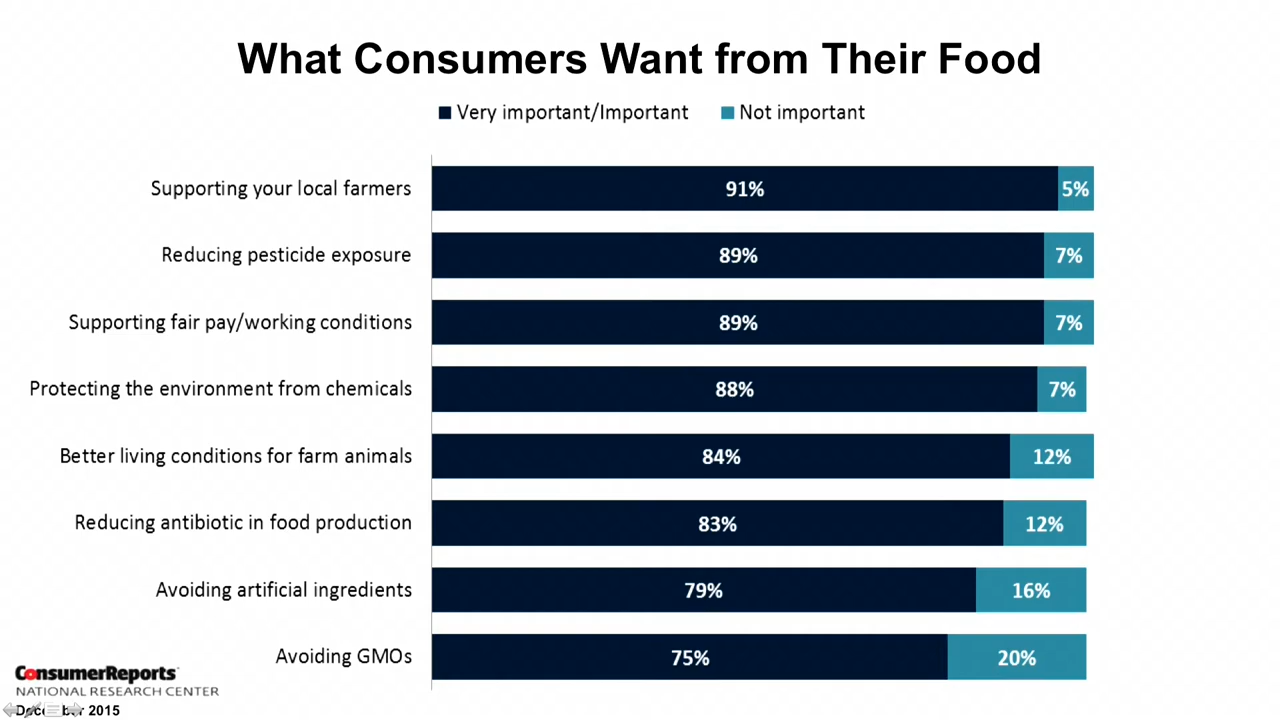 What Consumers Want from Their Food
Very important/Important Not important
Supporting your local farmers 91% 5%
Reducing pesticide exposure 89% 7%
Supporting fair pay/working conditions 89% 7%
Protecting the environment from chemicals 88% 7%
Better living conditions for farm animals 84% 12%
Reducing antibiotic in food production 83% 12%
Avoiding artificial ingredients 79% 16%
Avoiding GMOs 75% 20%
ConsumerReports
NATIONAL RESEARCH CENTER
December 2015